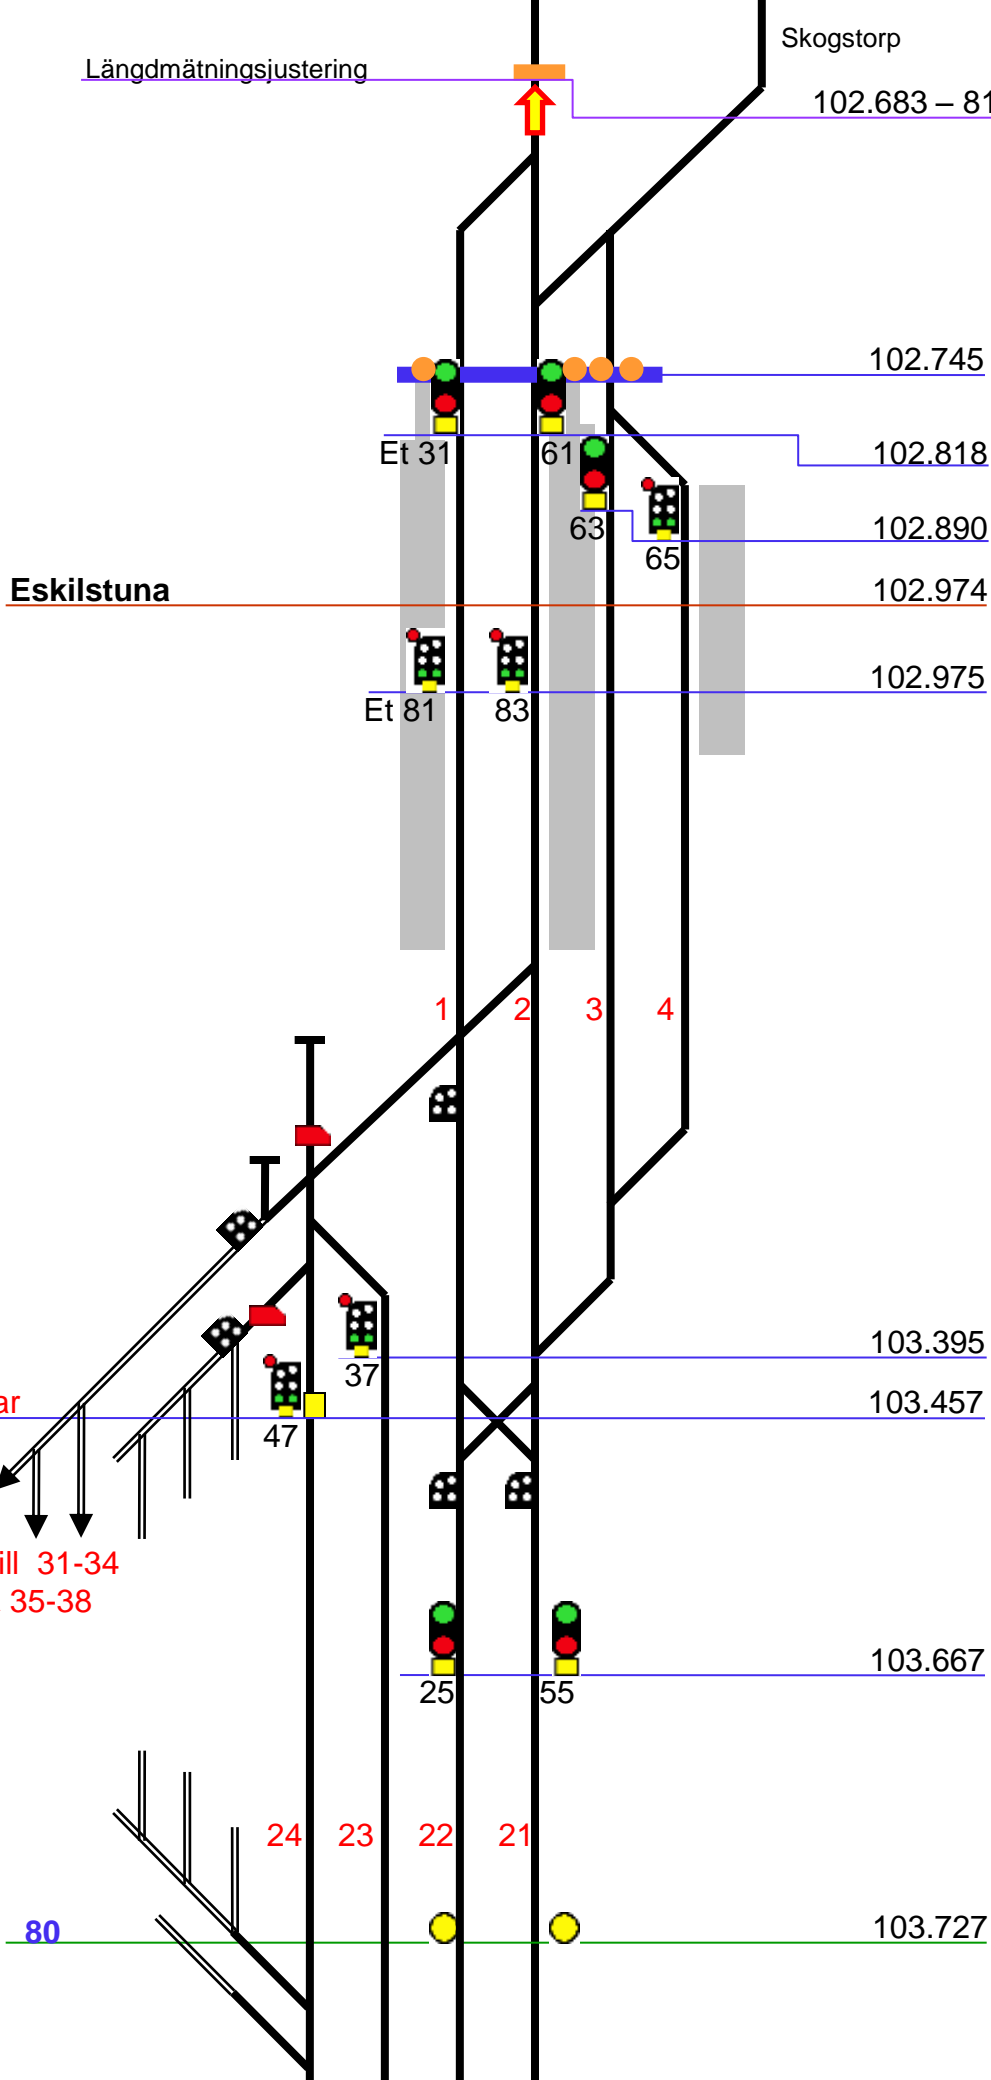 Skogstorp
Längdmätningsjustering
102.683 – 81
102.745
Et 31 61 102.818
63 102.890
65
Eskilstuna 102.974
102.975
Et 81 83
1 2 3 4
103.395
37
ar 103.457
47
ill 31-34
35-38
103.667
25 55
24 23 22 21
80 103.727